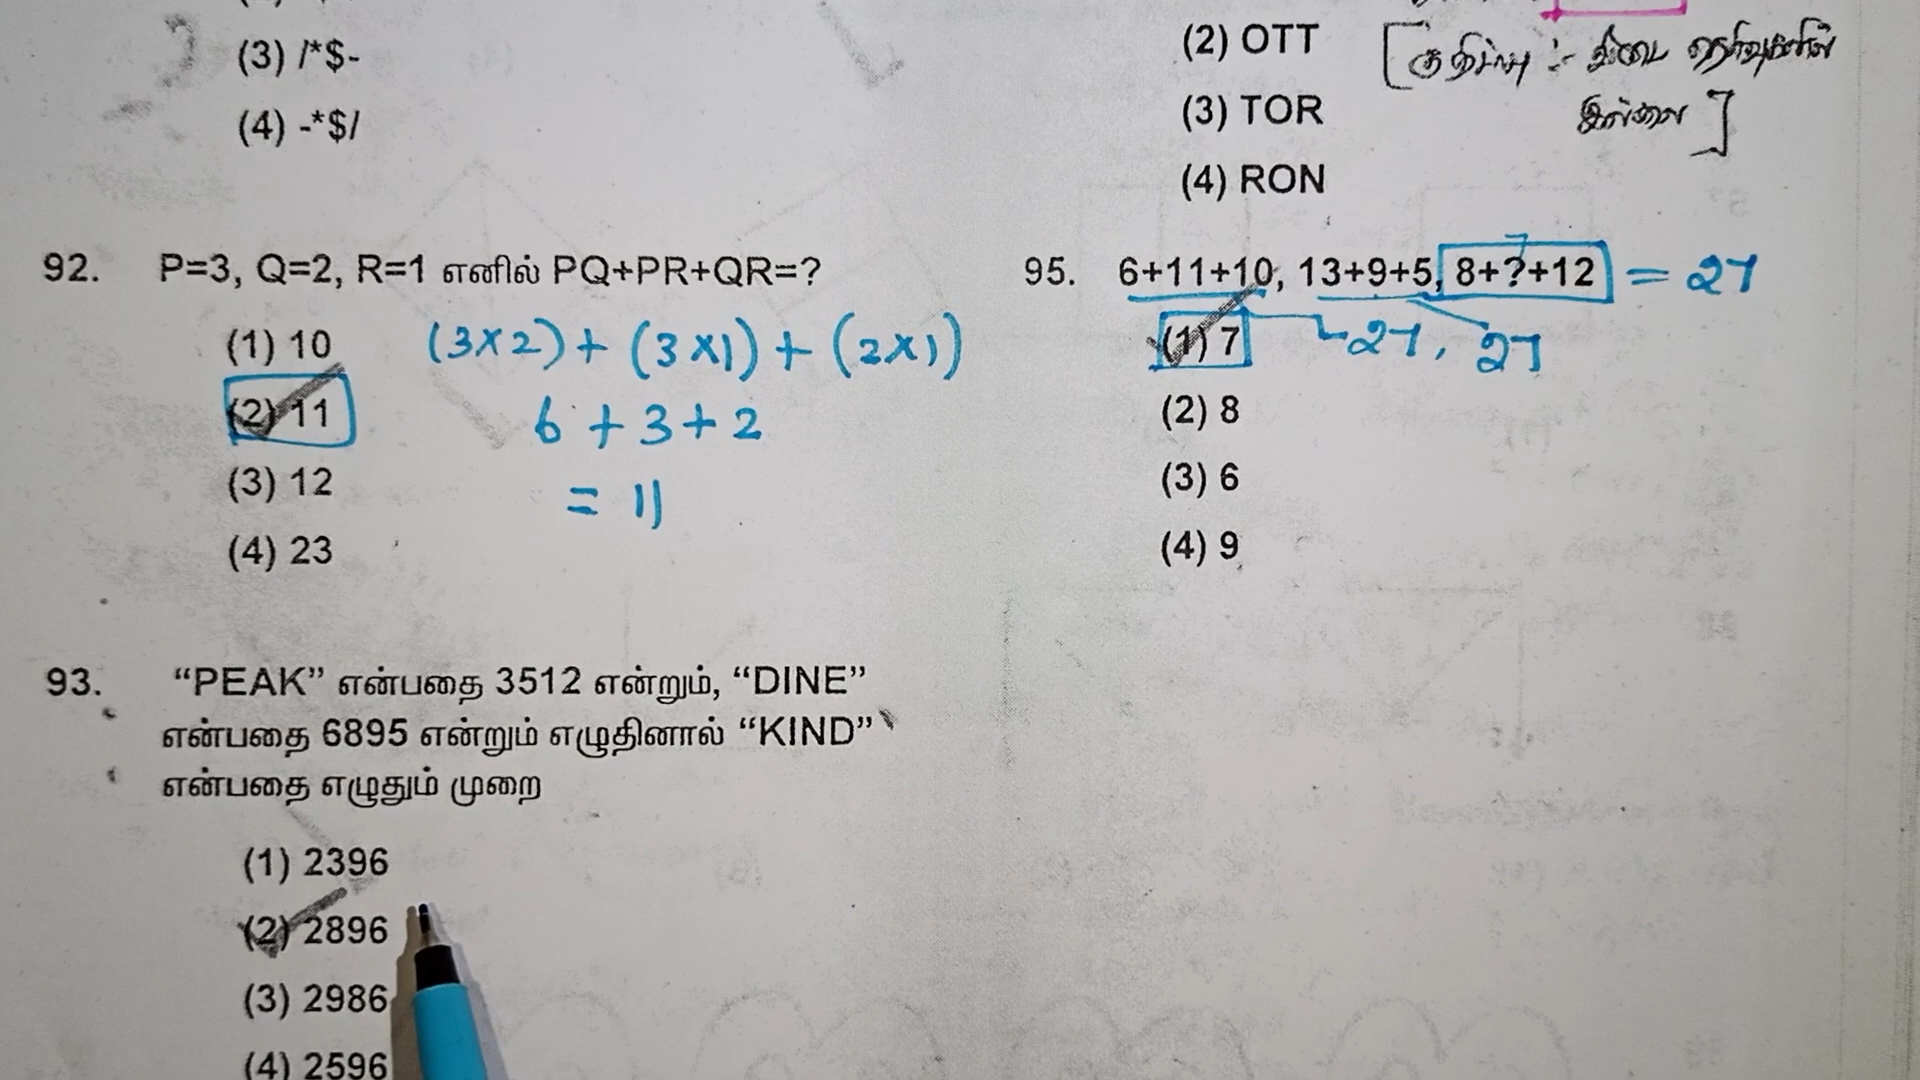 (3) /*$-
(4) -*$/
92. P=3, Q=2, R=1 எனில் PQ+PR+QR=?
(1) 10
(3×2)+(3×1)+(2×1)
(2) 11
6+3+2
(3) 12
= 11
(4) 23
93. “PEAK” என்பதை 3512 என்றும், “DINE”
என்பதை 6895 என்றும் எழுதினால் “KIND”
என்பதை எழுதும் முறை
(1) 2396
(2) 2896
(3) 2986
(4) 2596
(2) OTT
(3) TOR
(4) RON
[குறிப்பு :- விடை
இல்லை]
7
95. 6+11+10, 13+9+5, 8+?+12 = 27
(1) 7
27, 27
(2) 8
(3) 6
(4) 9